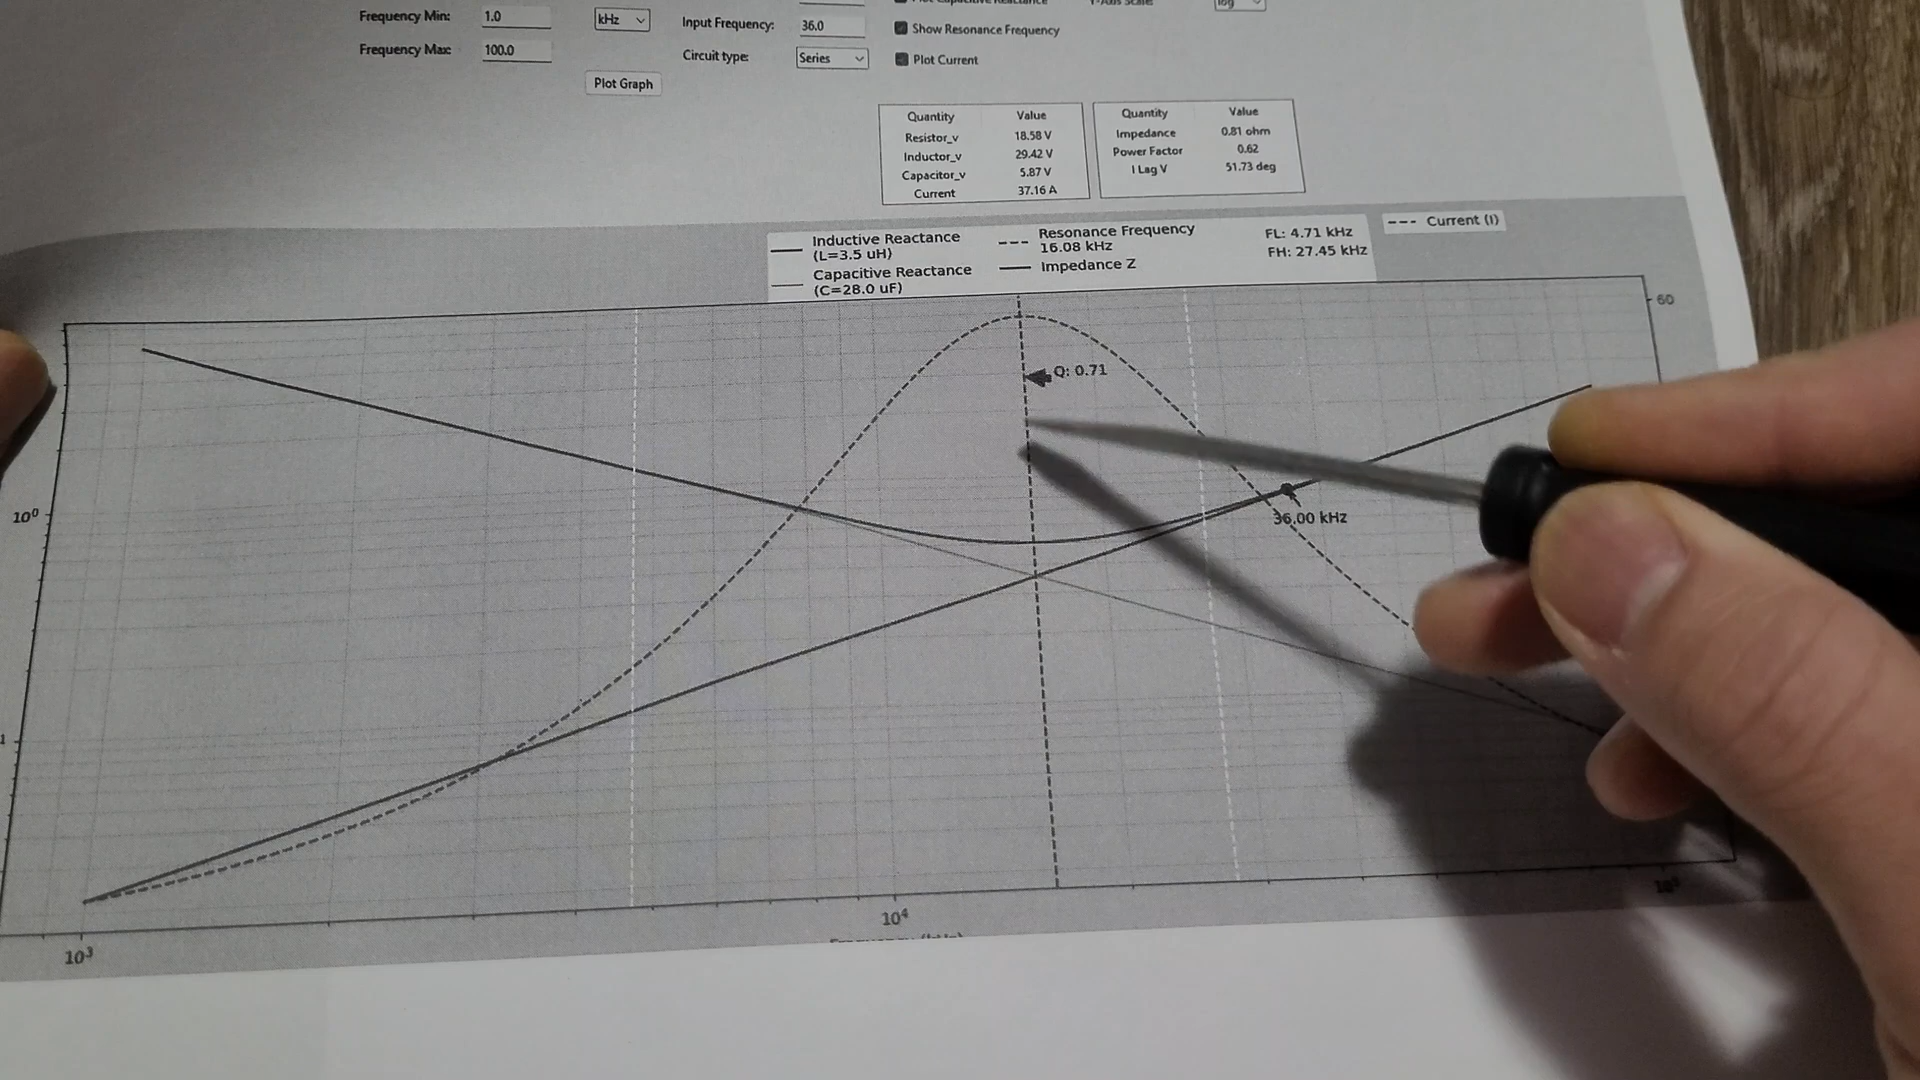 Frequency Min: 1.0 kHz
Input Frequency: 36.0
Show Resonance Frequency
Frequency Max: 100.0
Circuit type: Series
Plot Current
Plot Graph
Quantity Value
Resistor_v 18.58 V
Inductor_v 29.42 V
Capacitor_v 5.87 V
Current 37.16 A
Quantity Value
Impedance 0.81 ohm
Power Factor 0.62
I Lag V 51.73 deg
Inductive Reactance
(L=3.5 uH)
Capacitive Reactance
(C=28.0 uF)
Resonance Frequency
16.08 kHz
Impedance Z
FL: 4.71 kHz
FH: 27.45 kHz
Current (I)
60
Q: 0.71
10⁰
36.00 kHz
10³
10⁴
10⁵